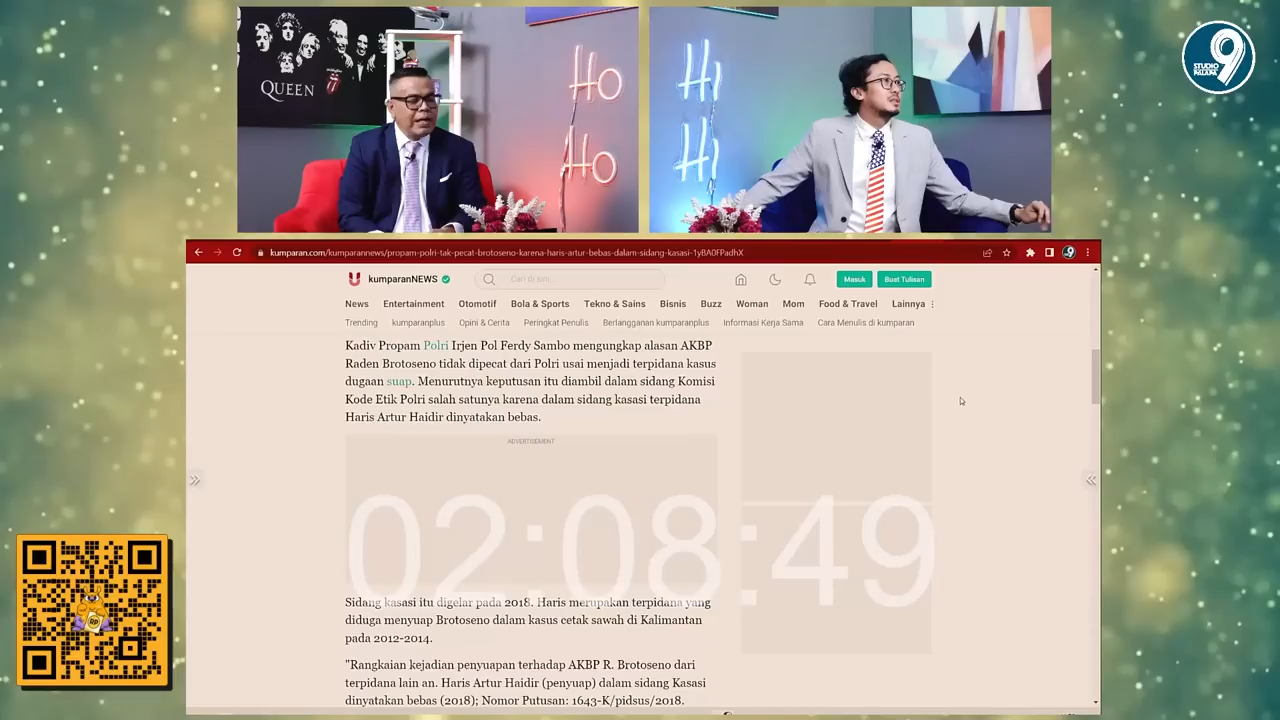 QUEEN
Ho
Ho
Hi
Hi
9
STUDIO
PALAPA
kumparan.com/kumparannews/propam-polri-tak-pecat-brotoseno-karena-haris-artur-bebas-dalam-sidang-kasasi-1yBA0FPadhX
kumparanNEWS
Cari di sini...
Masuk
Buat Tulisan
News Entertainment Otomotif Bola & Sports Tekno & Sains Bisnis Buzz Woman Mom Food & Travel Lainnya
Trending kumparanplus Opini & Cerita Peringkat Penulis Berlangganan kumparanplus Informasi Kerja Sama Cara Menulis di kumparan
Kadiv Propam Polri Irjen Pol Ferdy Sambo mengungkap alasan AKBP
Raden Brotoseno tidak dipecat dari Polri usai menjadi terpidana kasus
dugaan suap. Menurutnya keputusan itu diambil dalam sidang Komisi
Kode Etik Polri salah satunya karena dalam sidang kasasi terpidana
Haris Artur Haidir dinyatakan bebas.
ADVERTISEMENT
02:08:49
Sidang kasasi itu digelar pada 2018. Haris merupakan terpidana yang
diduga menyuap Brotoseno dalam kasus cetak sawah di Kalimantan
pada 2012-2014.
"Rangkaian kejadian penyuapan terhadap AKBP R. Brotoseno dari
terpidana lain an. Haris Artur Haidir (penyuap) dalam sidang Kasasi
dinyatakan bebas (2018); Nomor Putusan: 1643-K/pidsus/2018.
RP